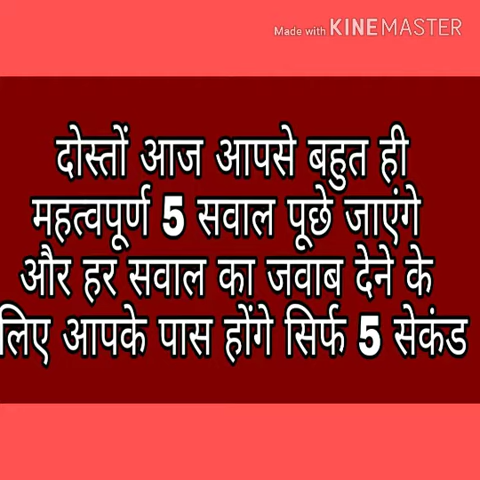 Made with KINEMASTER
दोस्तों आज आपसे बहुत ही
महत्वपूर्ण 5 सवाल पूछे जाएंगे
और हर सवाल का जवाब देने के
लिए आपके पास होंगे सिर्फ 5 सेकंड